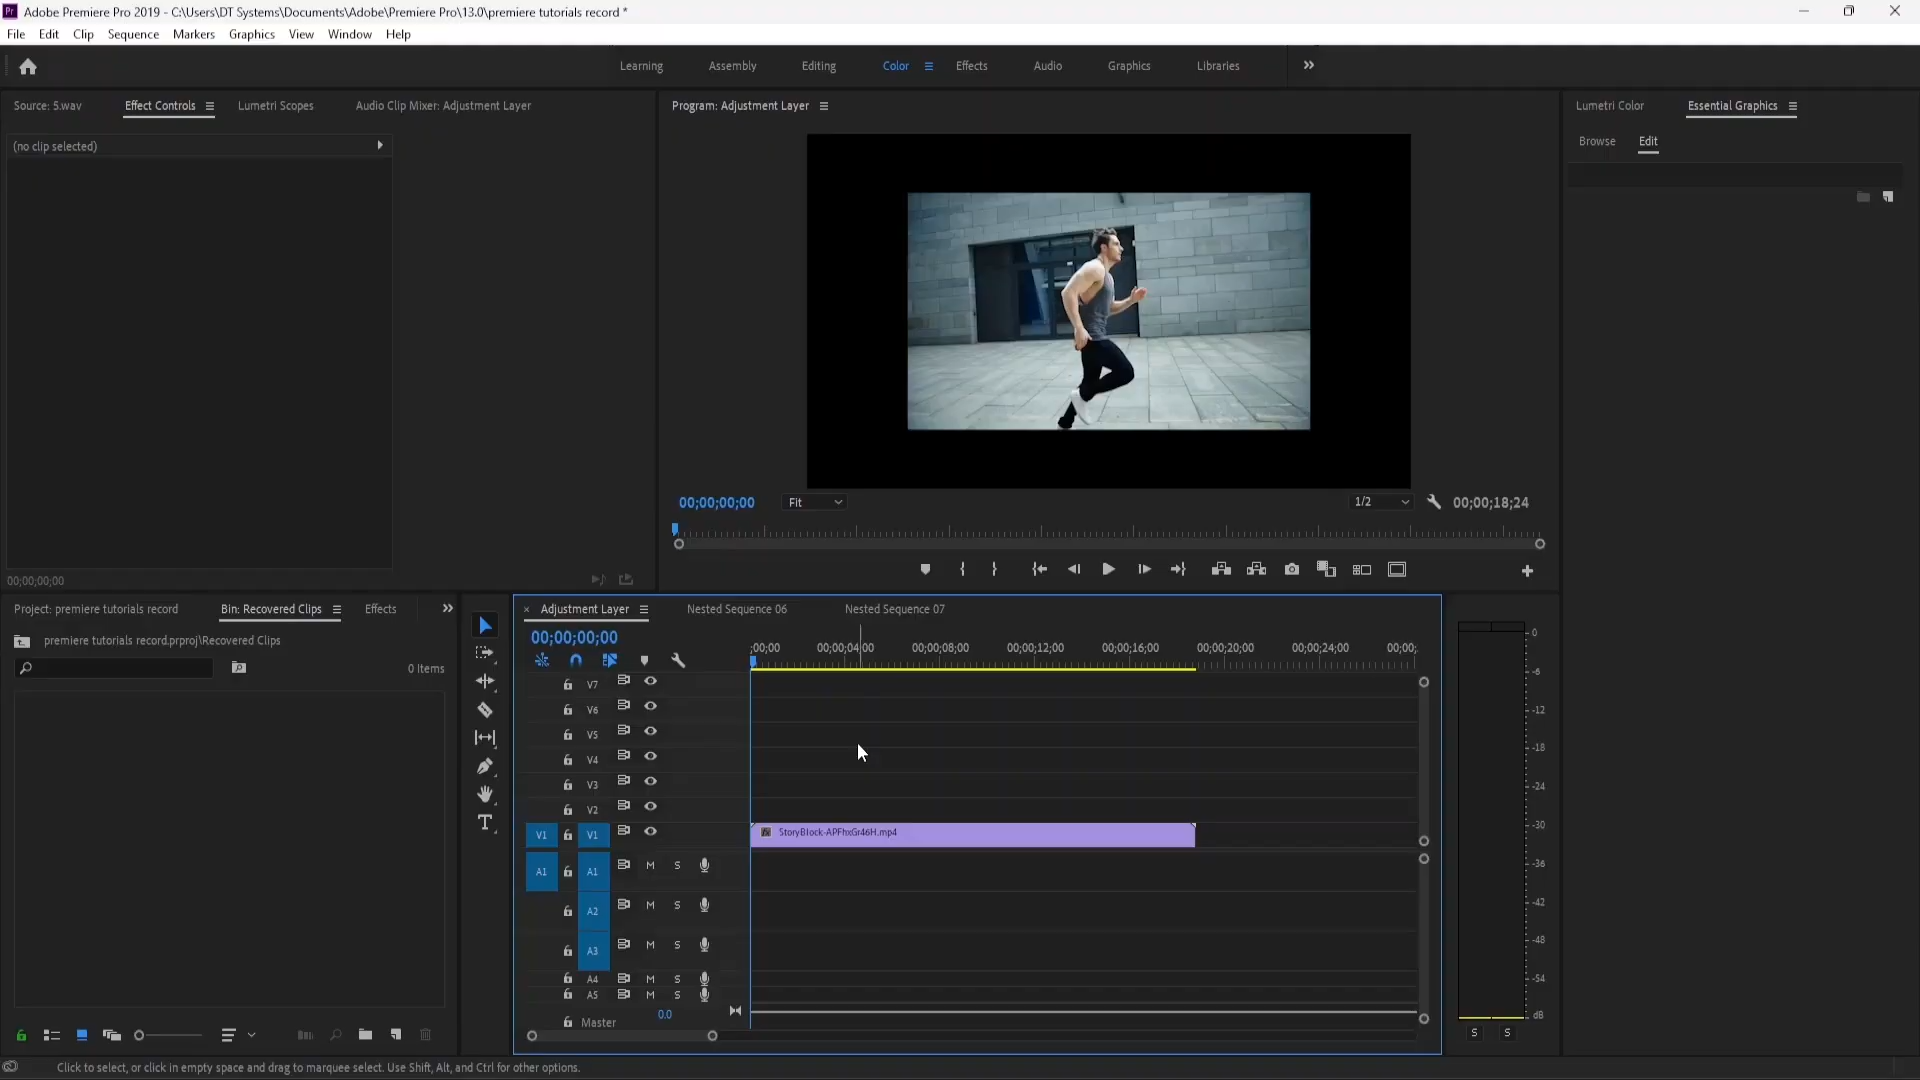 Pr Adobe Premiere Pro 2019 - C:\Users\DT Systems\Documents\Adobe\Premiere Pro\13.0\premiere tutorials record *
File Edit Clip Sequence Markers Graphics View Window Help
Learning Assembly Editing Color Effects Audio Graphics Libraries
Source: 5.wav Effect Controls Lumetri Scopes Audio Clip Mixer: Adjustment Layer
Program: Adjustment Layer
Lumetri Color Essential Graphics
Browse Edit
(no clip selected)
00;00;00;00 Fit 1/2 00;00;18;24
00;00;00;00
Project: premiere tutorials record Bin: Recovered Clips Effects
premiere tutorials record.prproj\Recovered Clips
0 Items
Adjustment Layer Nested Sequence 06 Nested Sequence 07
00;00;00;00
;00;00 00;00;04;00 00;00;08;00 00;00;12;00 00;00;16;00 00;00;20;00 00;00;24;00 00;00;
V7
V6
V5
V4
V3
V2
V1 V1 fx StoryBlock-APFhxGr46H.mp4
A1 A1 M S
A2 M S
A3 M S
A4 M S
A5 M S
Master 0.0
0
-6
-12
-18
-24
-30
-36
-42
-48
-54
dB
S S
Click to select, or click in empty space and drag to marquee select. Use Shift, Alt, and Ctrl for other options.